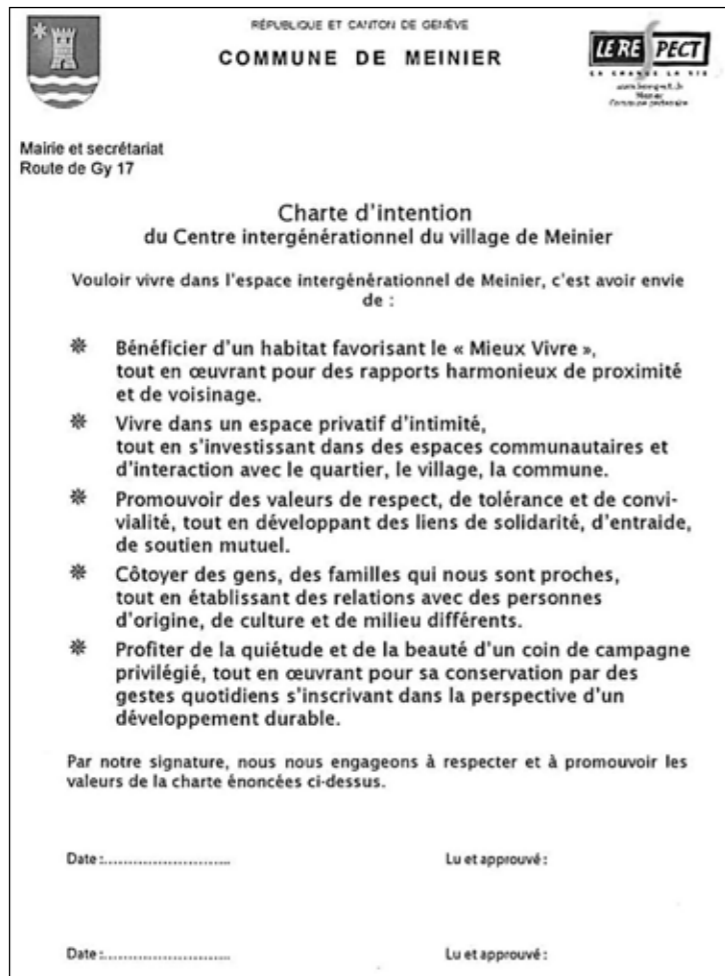 RÉPUBLIQUE ET CANTON DE GENÈVE
COMMUNE DE MEINIER
LE RESPECT
ÇA CHANGE LA VIE
Commune partenaire
Mairie et secrétariat
Route de Gy 17
Charte d'intention
du Centre intergénérationnel du village de Meinier
Vouloir vivre dans l'espace intergénérationnel de Meinier, c'est avoir envie
de :
Bénéficier d'un habitat favorisant le « Mieux Vivre »,
tout en œuvrant pour des rapports harmonieux de proximité
et de voisinage.
Vivre dans un espace privatif d'intimité,
tout en s'investissant dans des espaces communautaires et
d'interaction avec le quartier, le village, la commune.
Promouvoir des valeurs de respect, de tolérance et de convi-
vialité, tout en développant des liens de solidarité, d'entraide,
de soutien mutuel.
Côtoyer des gens, des familles qui nous sont proches,
tout en établissant des relations avec des personnes
d'origine, de culture et de milieu différents.
Profiter de la quiétude et de la beauté d'un coin de campagne
privilégié, tout en œuvrant pour sa conservation par des
gestes quotidiens s'inscrivant dans la perspective d'un
développement durable.
Par notre signature, nous nous engageons à respecter et à promouvoir les
valeurs de la charte énoncées ci-dessus.
Date :............................
Lu et approuvé :
Date :............................
Lu et approuvé :